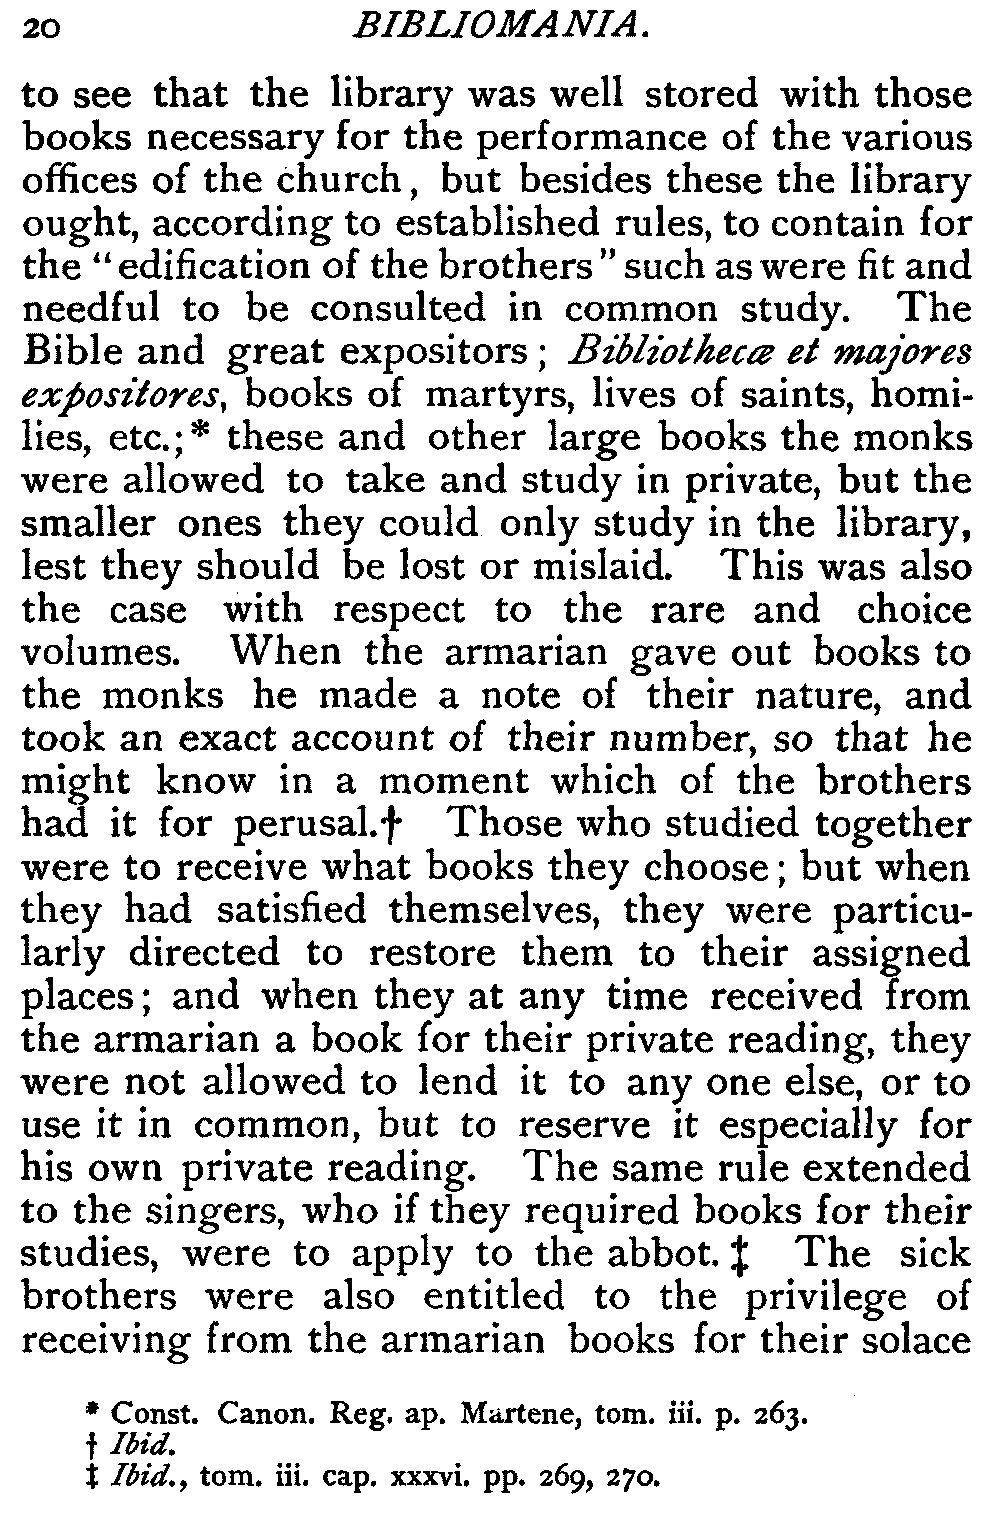 20 BIBLIOMANIA.
to see that the library was well stored with those
books necessary for the performance of the various
offices of the church, but besides these the library
ought, according to established rules, to contain for
the “edification of the brothers” such as were fit and
needful to be consulted in common study. The
Bible and great expositors; Bibliothecæ et majores
expositores, books of martyrs, lives of saints, homi-
lies, etc.;* these and other large books the monks
were allowed to take and study in private, but the
smaller ones they could only study in the library,
lest they should be lost or mislaid. This was also
the case with respect to the rare and choice
volumes. When the armarian gave out books to
the monks he made a note of their nature, and
took an exact account of their number, so that he
might know in a moment which of the brothers
had it for perusal.† Those who studied together
were to receive what books they choose; but when
they had satisfied themselves, they were particu-
larly directed to restore them to their assigned
places; and when they at any time received from
the armarian a book for their private reading, they
were not allowed to lend it to any one else, or to
use it in common, but to reserve it especially for
his own private reading. The same rule extended
to the singers, who if they required books for their
studies, were to apply to the abbot.‡ The sick
brothers were also entitled to the privilege of
receiving from the armarian books for their solace
* Const. Canon. Reg. ap. Martene, tom. iii. p. 263.
† Ibid.
‡ Ibid., tom. iii. cap. xxxvi. pp. 269, 270.